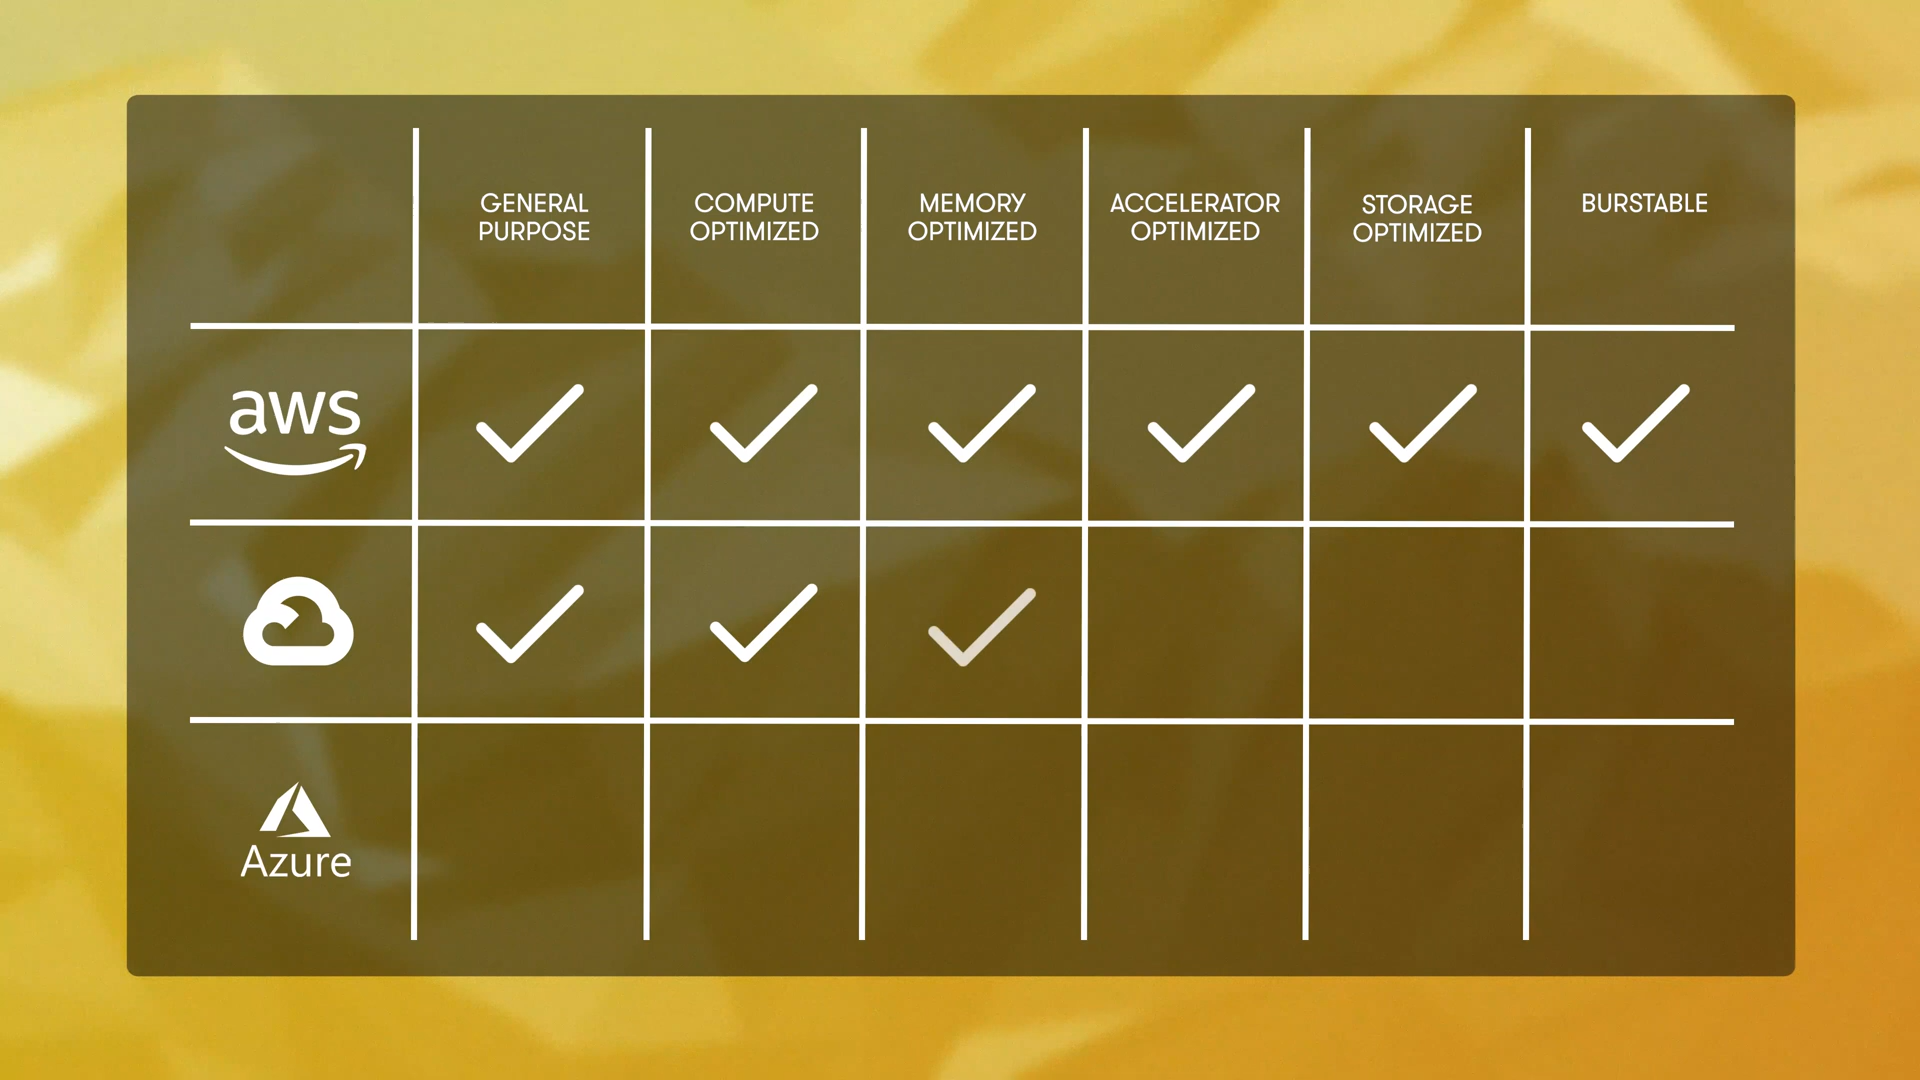 GENERAL
PURPOSE
COMPUTE
OPTIMIZED
MEMORY
OPTIMIZED
ACCELERATOR
OPTIMIZED
STORAGE
OPTIMIZED
BURSTABLE
aws
Azure